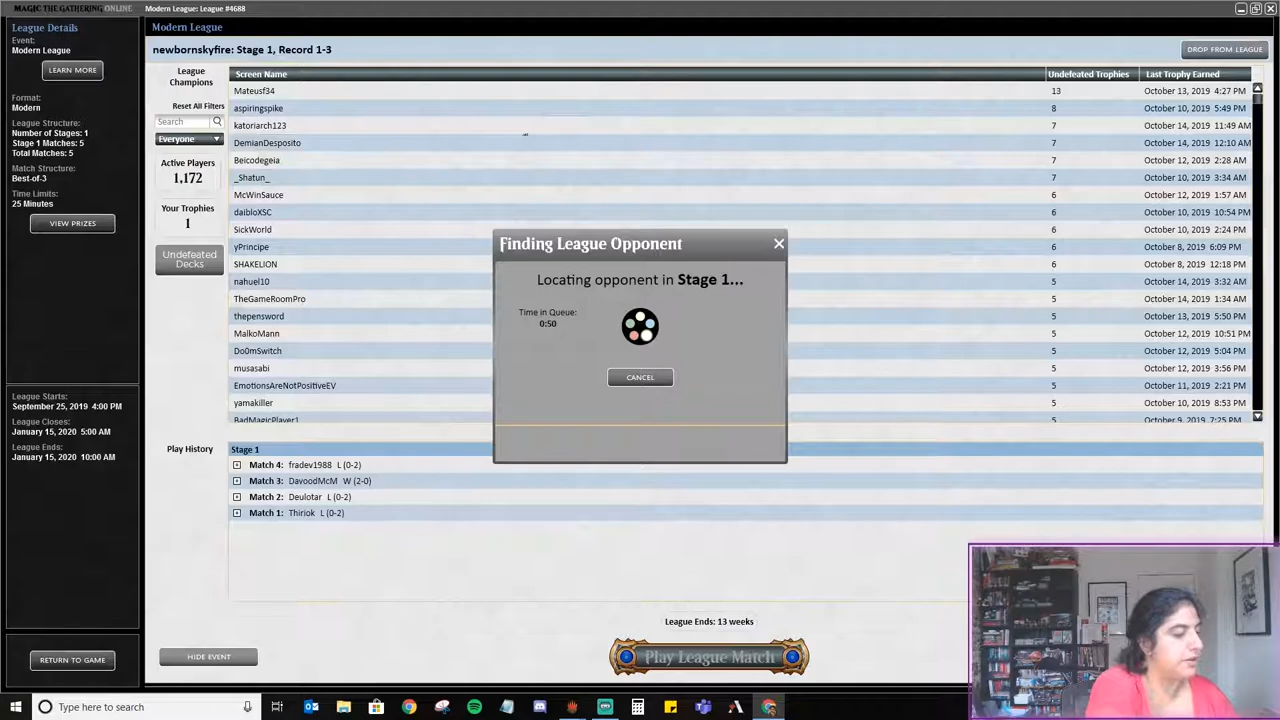 MAGIC THE GATHERING ONLINE
Modern League: League #4688
League Details
Event:
Modern League
LEARN MORE
Format:
Modern
League Structure:
Number of Stages: 1
Stage 1 Matches: 5
Total Matches: 5
Match Structure:
Best-of-3
Time Limits:
25 Minutes
VIEW PRIZES
League Starts:
September 25, 2019 4:00 PM
League Closes:
January 15, 2020 5:00 AM
League Ends:
January 15, 2020 10:00 AM
RETURN TO GAME
Modern League
newbornskyfire: Stage 1, Record 1-3
DROP FROM LEAGUE
League Champions
Reset All Filters
Search
Everyone
Active Players
1,172
Your Trophies
1
Undefeated Decks
Screen Name Undefeated Trophies Last Trophy Earned
Mateusf34 13 October 13, 2019 4:27 PM
aspiringspike 8 October 10, 2019 5:49 PM
katoriarch123 7 October 14, 2019 11:49 AM
DemianDesposito 7 October 14, 2019 12:10 AM
Beicodegeia 7 October 12, 2019 2:28 AM
_Shatun_ 7 October 10, 2019 3:34 AM
McWinSauce 6 October 12, 2019 1:57 AM
daibloXSC 6 October 10, 2019 10:54 PM
SickWorld 6 October 10, 2019 2:24 PM
yPrincipe 6 October 8, 2019 6:09 PM
SHAKELION 6 October 8, 2019 12:18 PM
nahuel10 5 October 14, 2019 3:32 AM
TheGameRoomPro 5 October 14, 2019 1:34 AM
thepensword 5 October 13, 2019 5:50 PM
MalkoMann 5 October 12, 2019 10:51 PM
Do0mSwitch 5 October 12, 2019 5:04 PM
musasabi 5 October 12, 2019 3:56 PM
EmotionsAreNotPositiveEV 5 October 11, 2019 2:21 PM
yamakiller 5 October 10, 2019 8:53 PM
BadMagicPlayer1 5 October 9, 2019 7:25 PM
Finding League Opponent
Locating opponent in Stage 1...
Time in Queue:
0:50
CANCEL
Play History
Stage 1
Match 4: fradev1988 L (0-2)
Match 3: DavoodMcM W (2-0)
Match 2: Deulotar L (0-2)
Match 1: Thiriok L (0-2)
League Ends: 13 weeks
HIDE EVENT
Play League Match
Type here to search